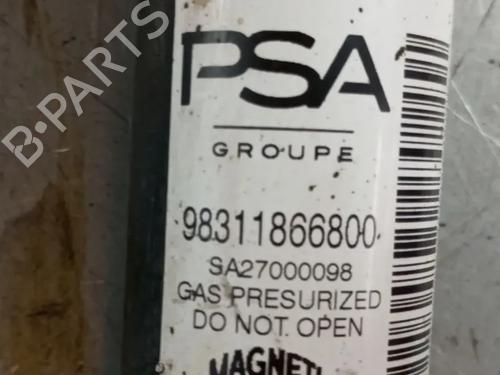 PSA
GROUPE
98311866800
SA27000098
GAS PRESURIZED
DO NOT OPEN
B-PARTS